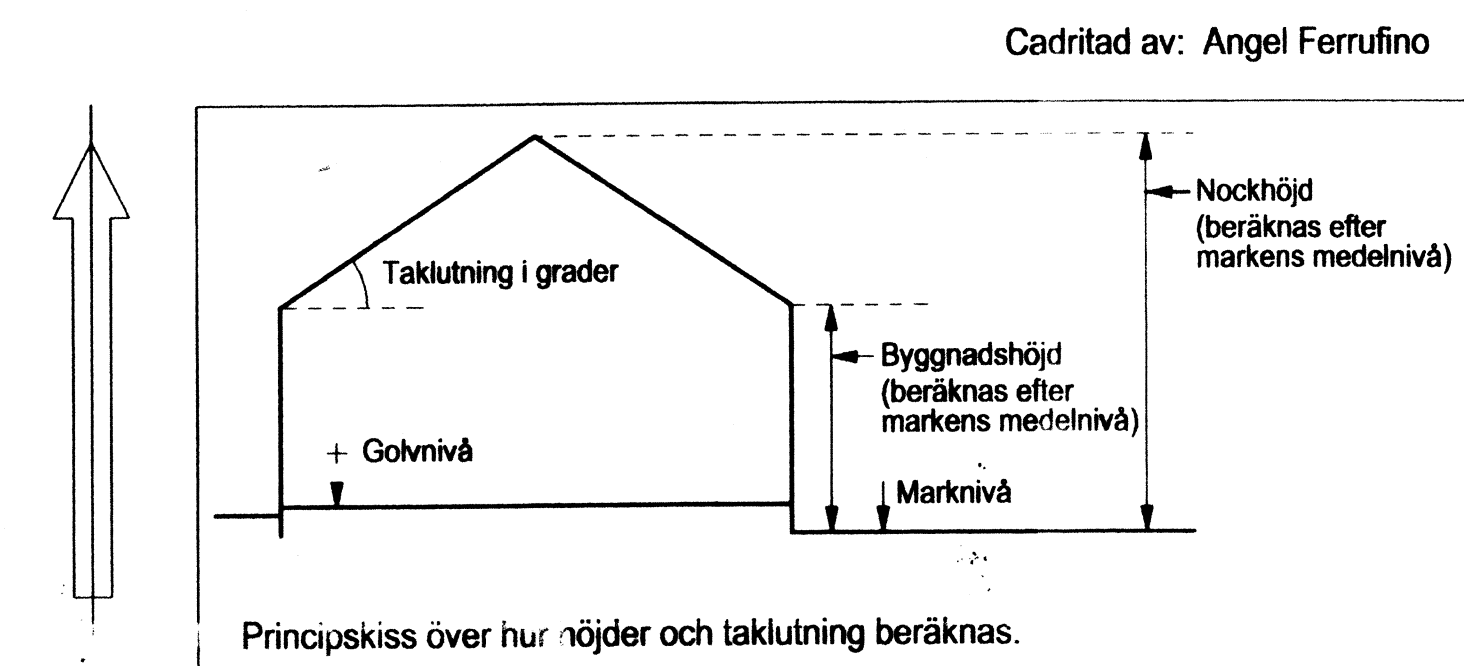 Cadritad av: Angel Ferrufino
Nockhöjd
(beräknas efter
markens medelnivå)
Taklutning i grader
Byggnadshöjd
(beräknas efter
markens medelnivå)
+ Golvnivå
Marknivå
Principskiss över hur höjder och taklutning beräknas.